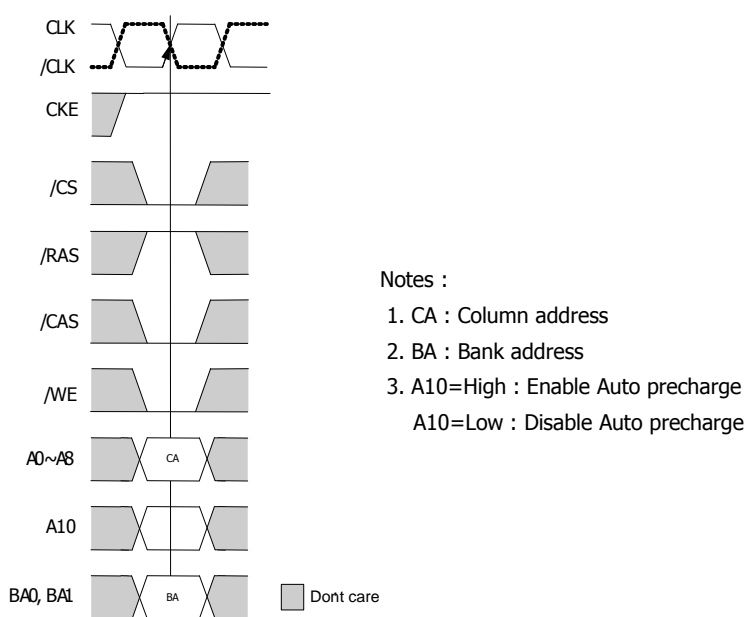 CLK
/CLK
CKE
/CS
/RAS
/CAS
/WE
A0~A8
CA
A10
BA0, BA1
BA
Notes :
1. CA : Column address
2. BA : Bank address
3. A10=High : Enable Auto precharge
A10=Low : Disable Auto precharge
Don't care